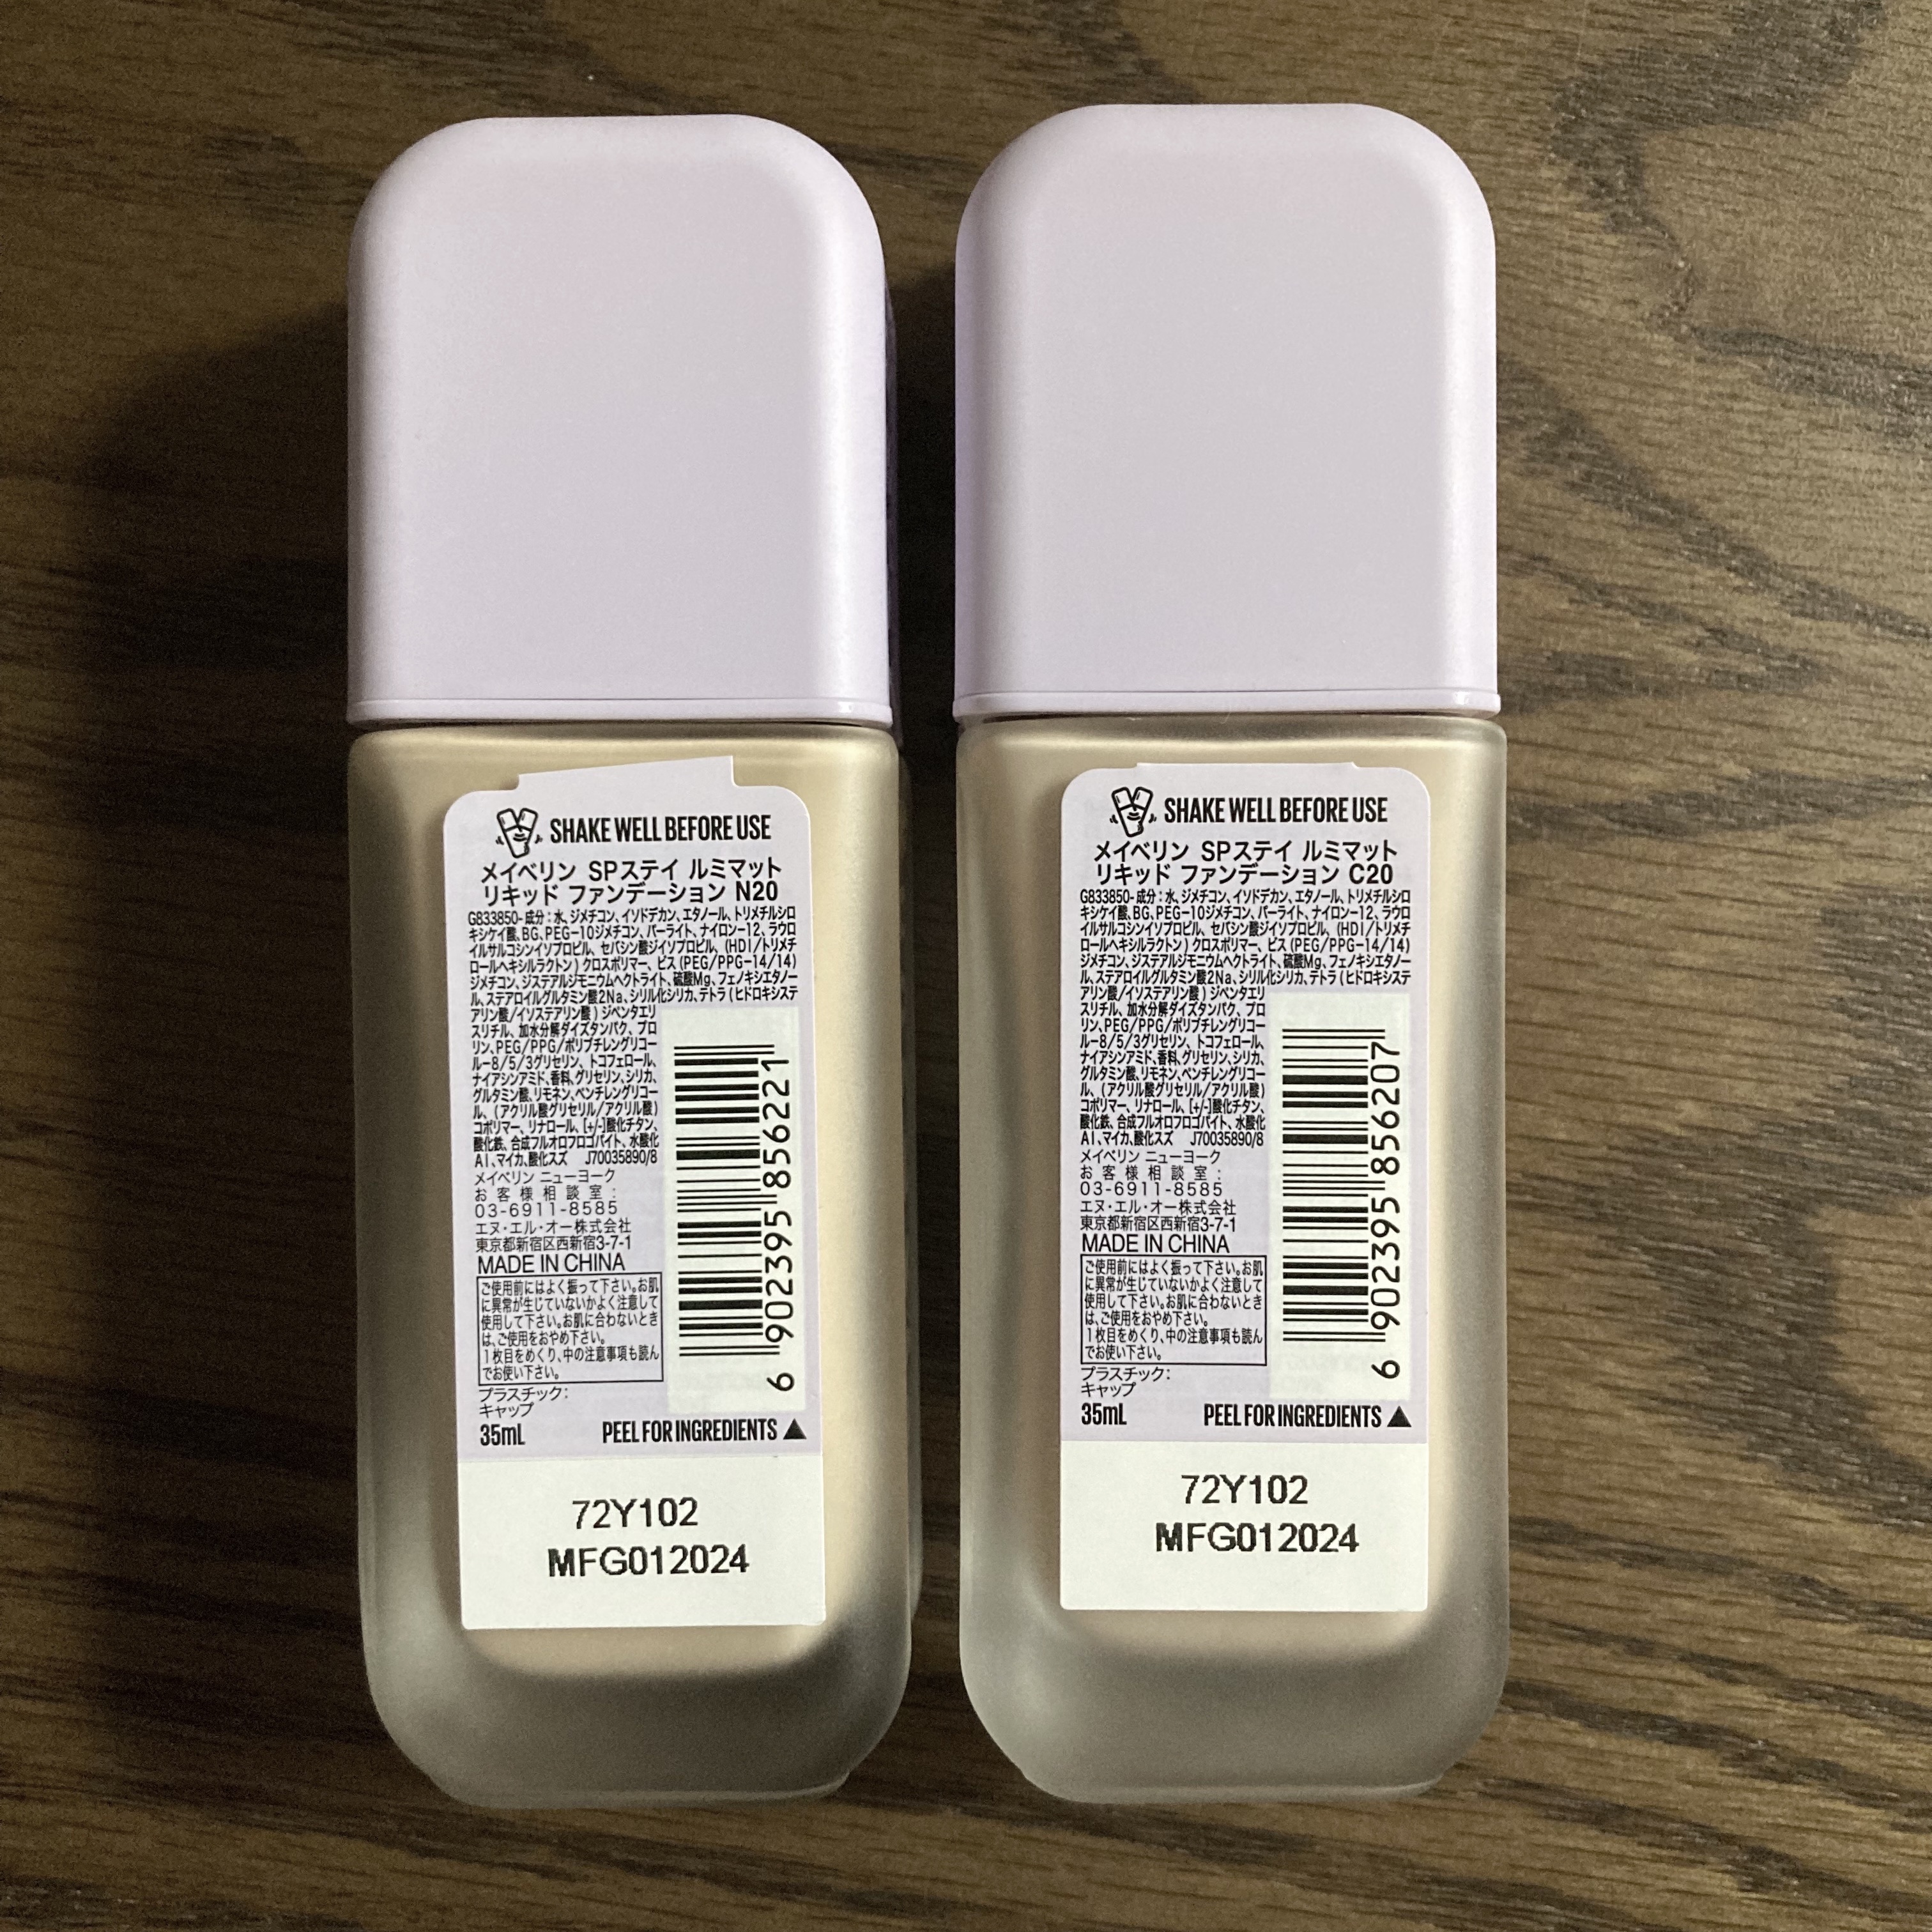 SHAKE WELL BEFORE USE
メイベリン SPステイ ルミマット
リキッド ファンデーション N20
G833850- 成分：水、ジメチコン、イソドデカン、エタノール、トリメチルシロ
キシケイ酸、BG、PEG-10ジメチコン、パーライト、ナイロン-12、ラウロ
イルサルコシンイソプロピル、セバシン酸ジイソプロピル、(HDI/トリメチ
ロールヘキシルラクトン）クロスポリマー、ビス（PEG/PPG-14/14）
ジメチコン、ジステアルジモニウムヘクトライト、硫酸Mg、フェノキシエタノー
ル、ステアロイルグルタミン酸2Na、シリル化シリカ、テトラ（ヒドロキシステ
アリン酸/イソステアリン酸）ジペンタエリ
スリチル、加水分解ダイズタンパク、プロ
リン、PEG/PPG/ポリブチレングリコー
ル-8/5/3グリセリン、トコフェロール、
ナイアシンアミド、香料、グリセリン、シリカ、
グルタミン酸、リモネン、ペンチレングリコー
ル、（アクリル酸グリセリル/アクリル酸）
コポリマー、リナロール、[+/-]酸化チタン、
酸化鉄、合成フルオロフロゴパイト、水酸化
Al、マイカ、酸化スズ J70035890/8
メイベリン ニューヨーク
お客様相談室：
03-6911-8585
エヌ・エル・オー株式会社
東京都新宿区西新宿3-7-1
MADE IN CHINA
ご使用前にはよく振って下さい。お肌
に異常が生じていないかよく注意して
使用して下さい。お肌に合わないとき
は、ご使用をおやめ下さい。
1枚目をめくり、中の注意事項も読ん
でお使い下さい。
プラスチック：
キャップ
35mL PEEL FOR INGREDIENTS ▲
6 902395 856221
72Y102
MFG012024
SHAKE WELL BEFORE USE
メイベリン SPステイ ルミマット
リキッド ファンデーション C20
G833850- 成分：水、ジメチコン、イソドデカン、エタノール、トリメチルシロ
キシケイ酸、BG、PEG-10ジメチコン、パーライト、ナイロン-12、ラウロ
イルサルコシンイソプロピル、セバシン酸ジイソプロピル、（HDI/トリメチ
ロールヘキシルラクトン）クロスポリマー、ビス（PEG/PPG-14/14）
ジメチコン、ジステアルジモニウムヘクトライト、硫酸Mg、フェノキシエタノー
ル、ステアロイルグルタミン酸2Na、シリル化シリカ、テトラ（ヒドロキシステ
アリン酸/イソステアリン酸）ジペンタエリ
スリチル、加水分解ダイズタンパク、プロ
リン、PEG/PPG/ポリブチレングリコー
ル-8/5/3グリセリン、トコフェロール、
ナイアシンアミド、香料、グリセリン、シリカ、
グルタミン酸、リモネン、ペンチレングリコー
ル、（アクリル酸グリセリル/アクリル酸）
コポリマー、リナロール、[+/-]酸化チタン、
酸化鉄、合成フルオロフロゴパイト、水酸化
Al、マイカ、酸化スズ J70035890/8
メイベリン ニューヨーク
お客様相談室：
03-6911-8585
エヌ・エル・オー株式会社
東京都新宿区西新宿3-7-1
MADE IN CHINA
ご使用前にはよく振って下さい。お肌
に異常が生じていないかよく注意して
使用して下さい。お肌に合わないとき
は、ご使用をおやめ下さい。
1枚目をめくり、中の注意事項も読ん
でお使い下さい。
プラスチック：
キャップ
35mL PEEL FOR INGREDIENTS ▲
6 902395 856207
72Y102
MFG012024